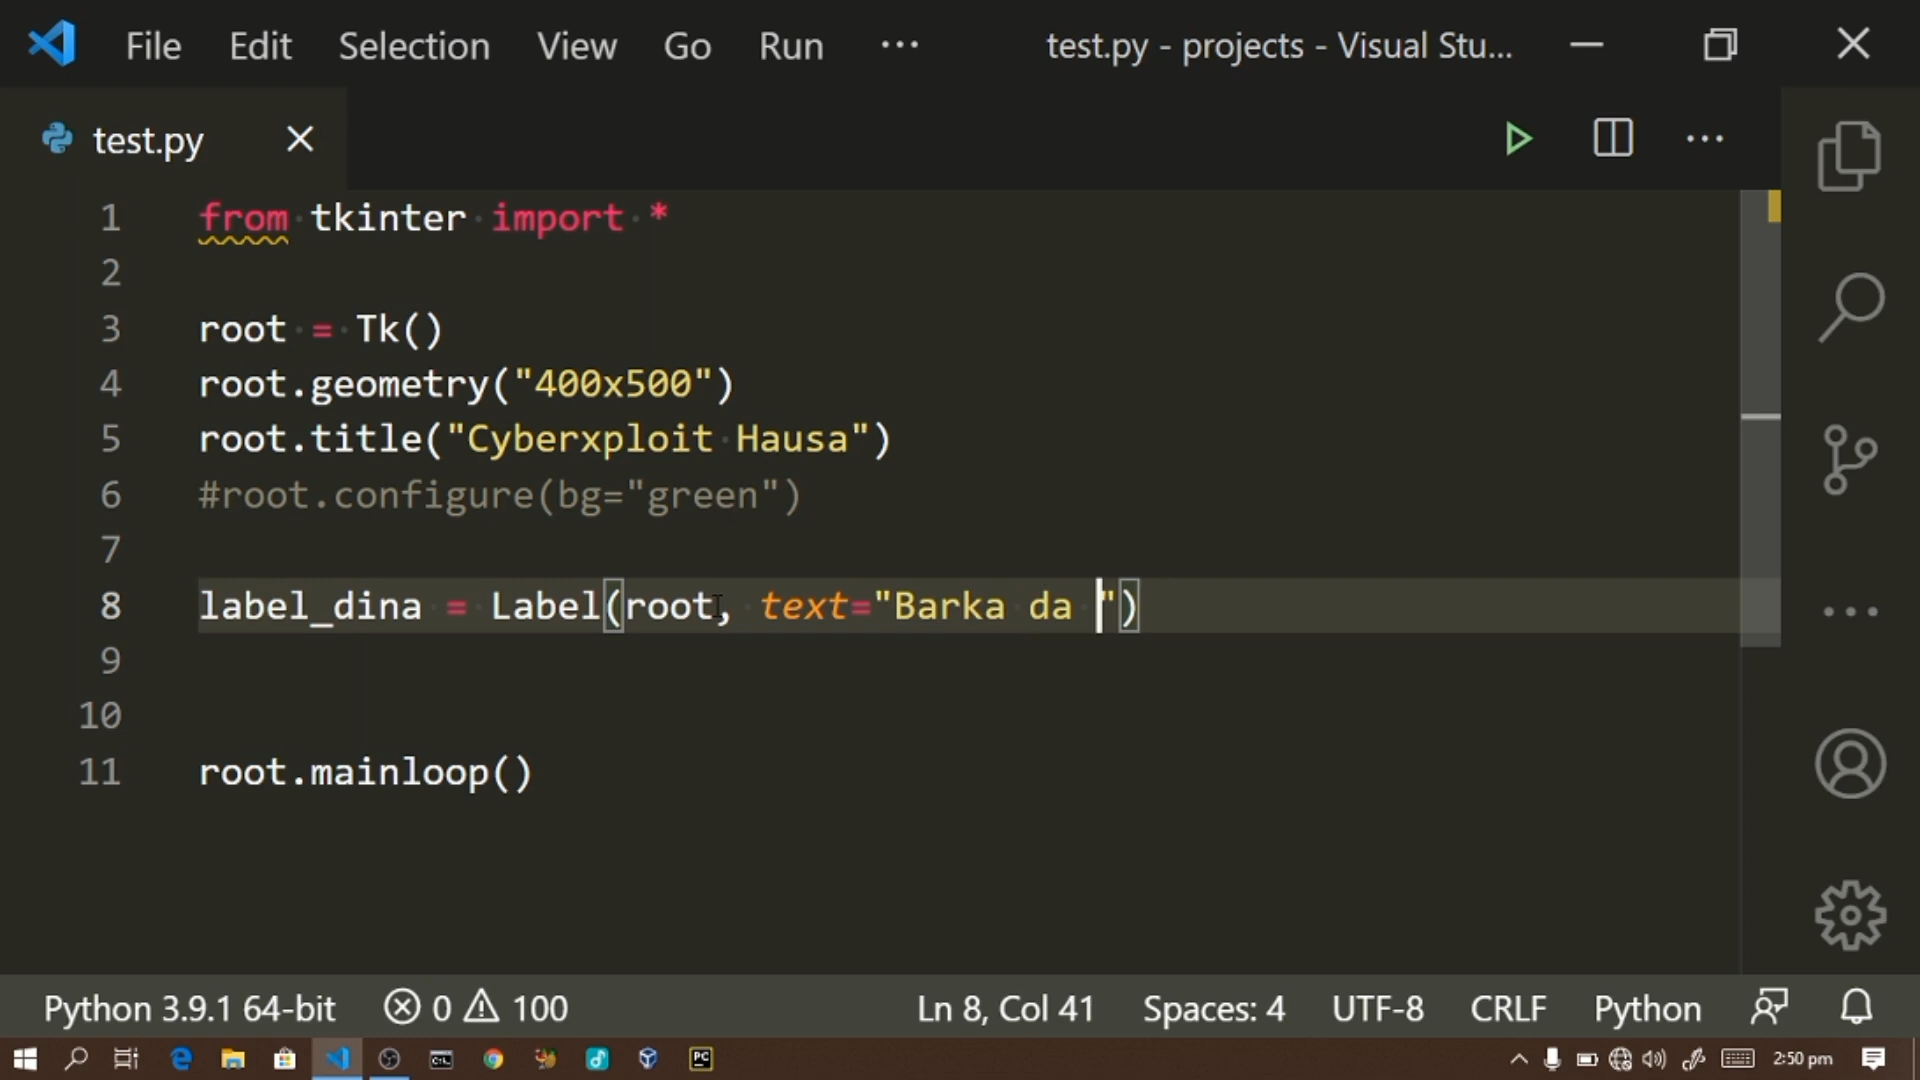 File Edit Selection View Go Run ... test.py - projects - Visual Stu...
test.py
1 from tkinter import *
2
3 root = Tk()
4 root.geometry("400x500")
5 root.title("Cyberxploit Hausa")
6 #root.configure(bg="green")
7
8 label_dina = Label(root, text="Barka da ")
9
10
11 root.mainloop()
Python 3.9.1 64-bit 0 100 Ln 8, Col 41 Spaces: 4 UTF-8 CRLF Python
PC 2:50 pm